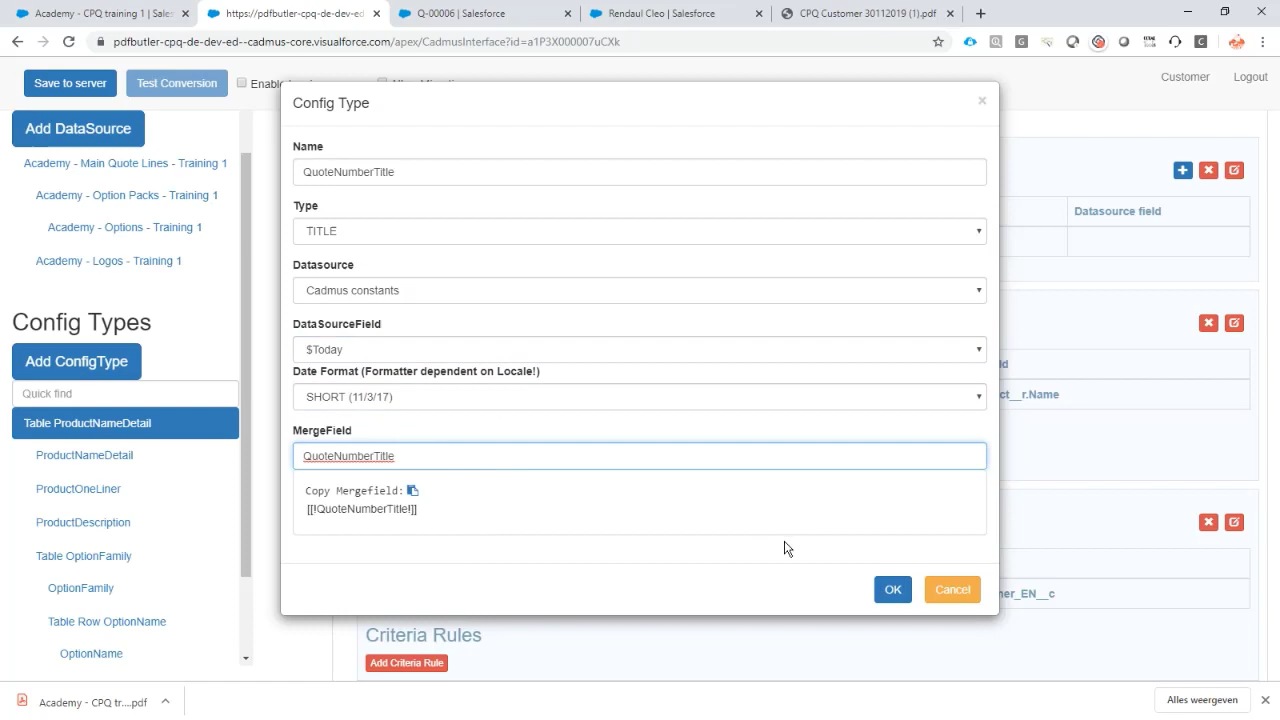 Academy - CPQ training 1 | Sales
https://pdfbutler-cpq-de-dev-ed
Q-00006 | Salesforce
Rendaul Cleo | Salesforce
CPQ Customer 30112019 (1).pdf
pdfbutler-cpq-de-dev-ed--cadmus-core.visualforce.com/apex/CadmusInterface?id=a1P3X000007uCXk
Save to server
Test Conversion
Customer
Logout
Add DataSource
Academy - Main Quote Lines - Training 1
Academy - Option Packs - Training 1
Academy - Options - Training 1
Academy - Logos - Training 1
Config Types
Add ConfigType
Quick find
Table ProductNameDetail
ProductNameDetail
ProductOneLiner
ProductDescription
Table OptionFamily
OptionFamily
Table Row OptionName
OptionName
Config Type
×
Name
QuoteNumberTitle
Type
TITLE
Datasource
Cadmus constants
DataSourceField
$Today
Date Format (Formatter dependent on Locale!)
SHORT (11/3/17)
MergeField
QuoteNumberTitle
Copy Mergefield:
[[!QuoteNumberTitle!]]
OK
Cancel
Datasource field
ld
ct__r.Name
ner_EN__c
Criteria Rules
Add Criteria Rule
Academy - CPQ tr....pdf
Alles weergeven